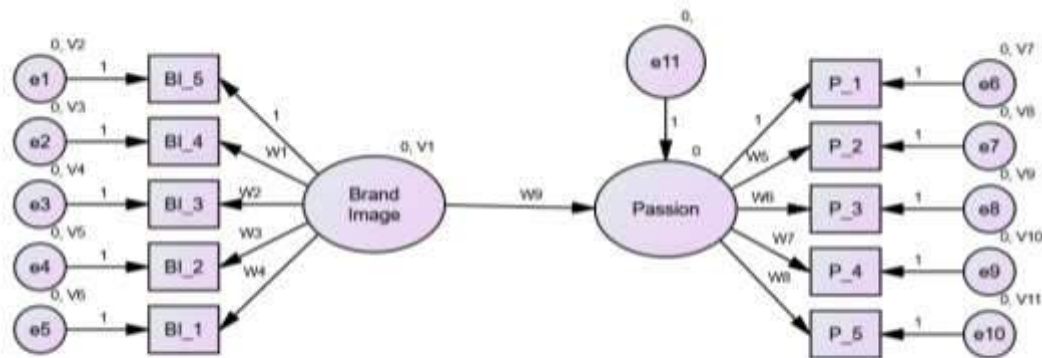 0, V2
e1
1
BI_5
0, V3
e2
1
BI_4
0, V4
e3
1
BI_3
0, V5
e4
1
BI_2
0, V6
e5
1
BI_1
1
W1
W2
W3
W4
0, V1
Brand
Image
W9
0,
e11
1
0
Passion
1
W5
W6
W7
W8
P_1
1
0, V7
e6
P_2
1
0, V8
e7
P_3
1
0, V9
e8
P_4
1
0, V10
e9
P_5
1
0, V11
e10